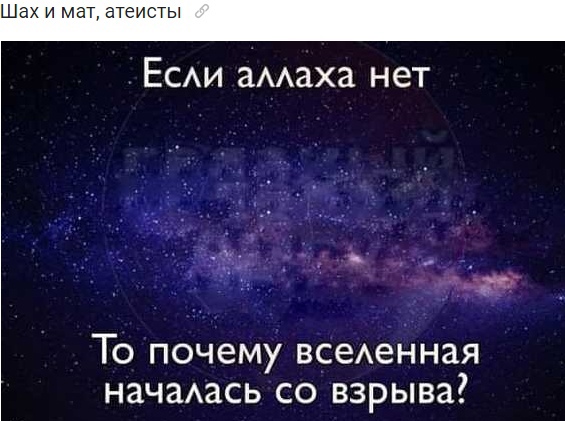 Шах и мат, атеисты
Если аллаха нет
То почему вселенная
началась со взрыва?